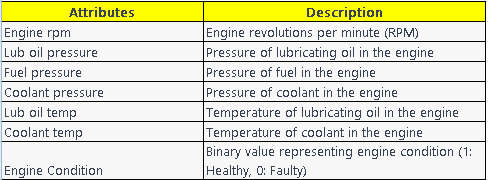 Attributes Description
Engine rpm Engine revolutions per minute (RPM)
Lub oil pressure Pressure of lubricating oil in the engine
Fuel pressure Pressure of fuel in the engine
Coolant pressure Pressure of coolant in the engine
Lub oil temp Temperature of lubricating oil in the engine
Coolant temp Temperature of coolant in the engine
Binary value representing engine condition (1:
Engine Condition Healthy, 0: Faulty)